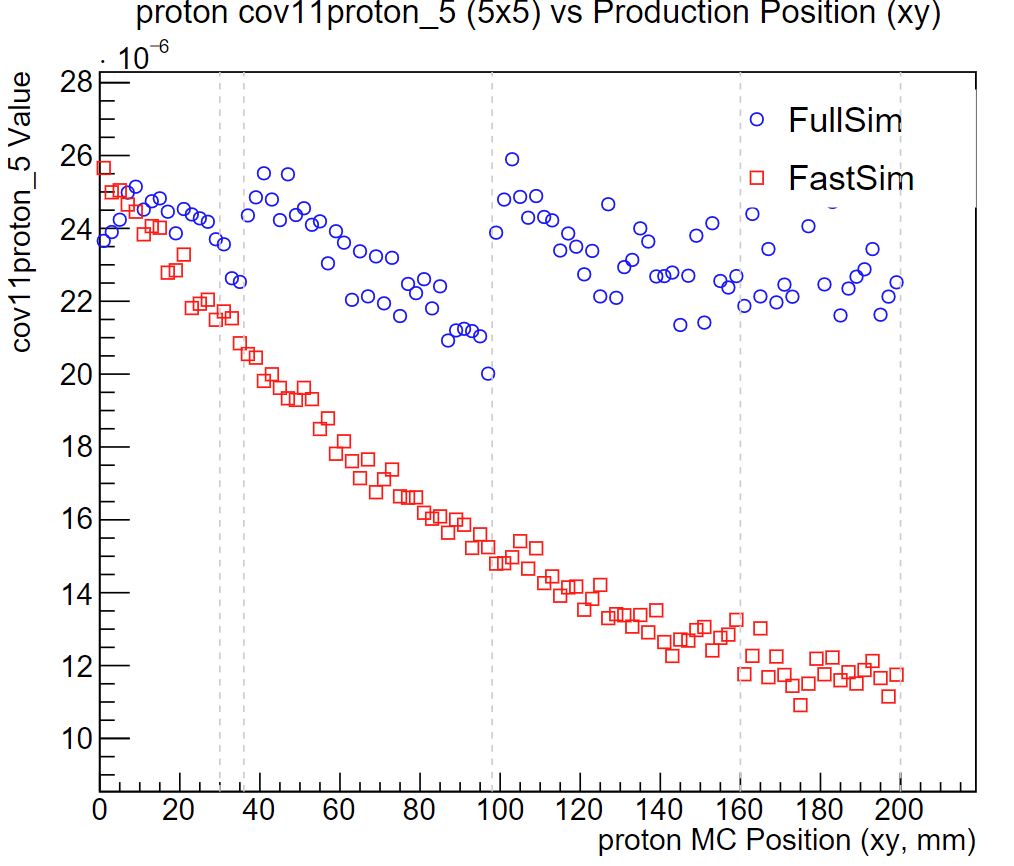 proton cov11proton_5 (5x5) vs Production Position (xy)
· 10⁻⁶
cov11proton_5 Value
28
26
24
22
20
18
16
14
12
10
FullSim
FastSim
0 20 40 60 80 100 120 140 160 180 200
proton MC Position (xy, mm)